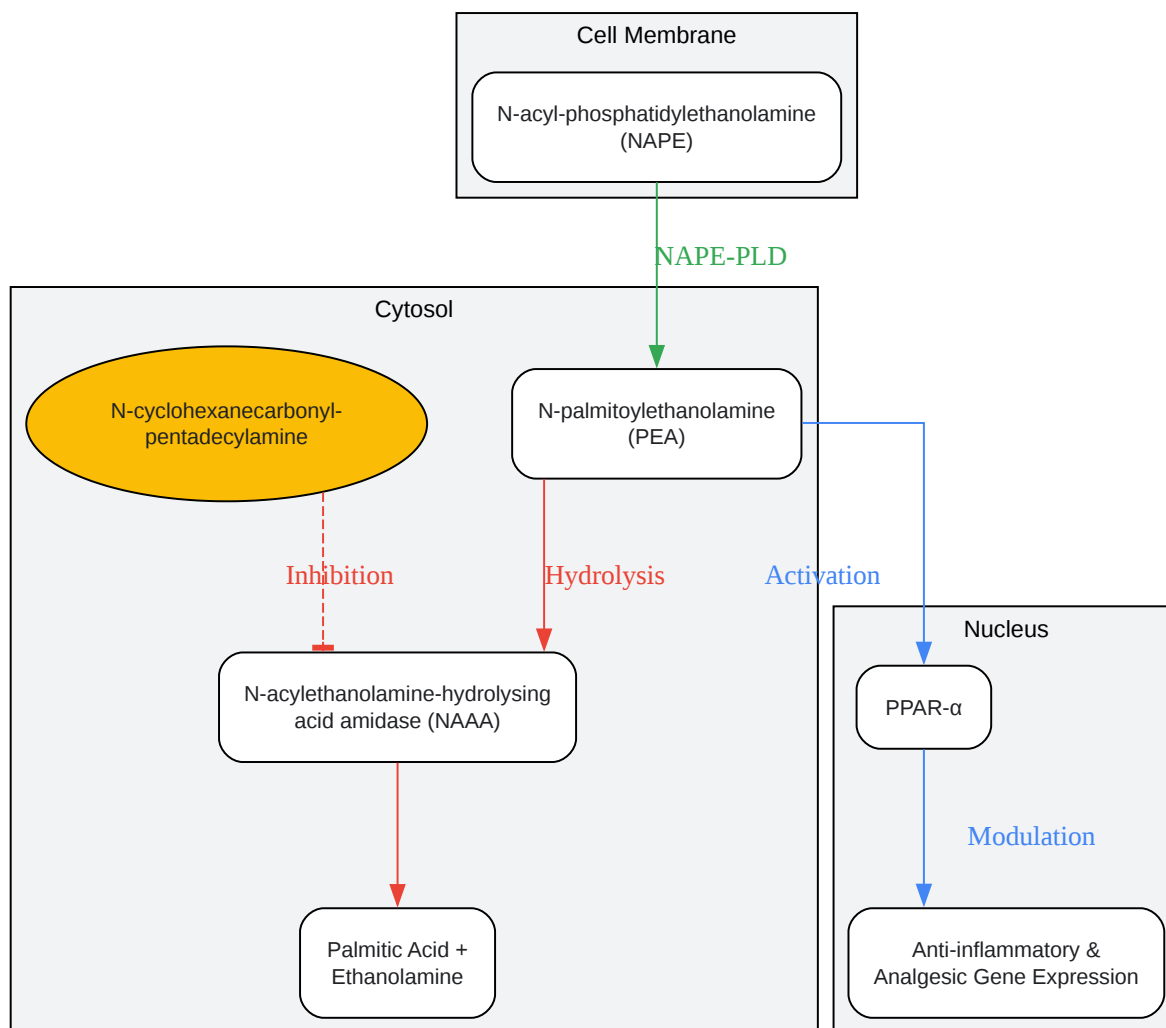 Cell Membrane
N-acyl-phosphatidylethanolamine
(NAPE)
NAPE-PLD
Cytosol
N-cyclohexanecarbonyl-
pentadecylamine
N-palmitoylethanolamine
(PEA)
Inhibition
Hydrolysis
Activation
Nucleus
N-acylethanolamine-hydrolysing
acid amidase (NAAA)
PPAR-α
Modulation
Palmitic Acid +
Ethanolamine
Anti-inflammatory &
Analgesic Gene Expression